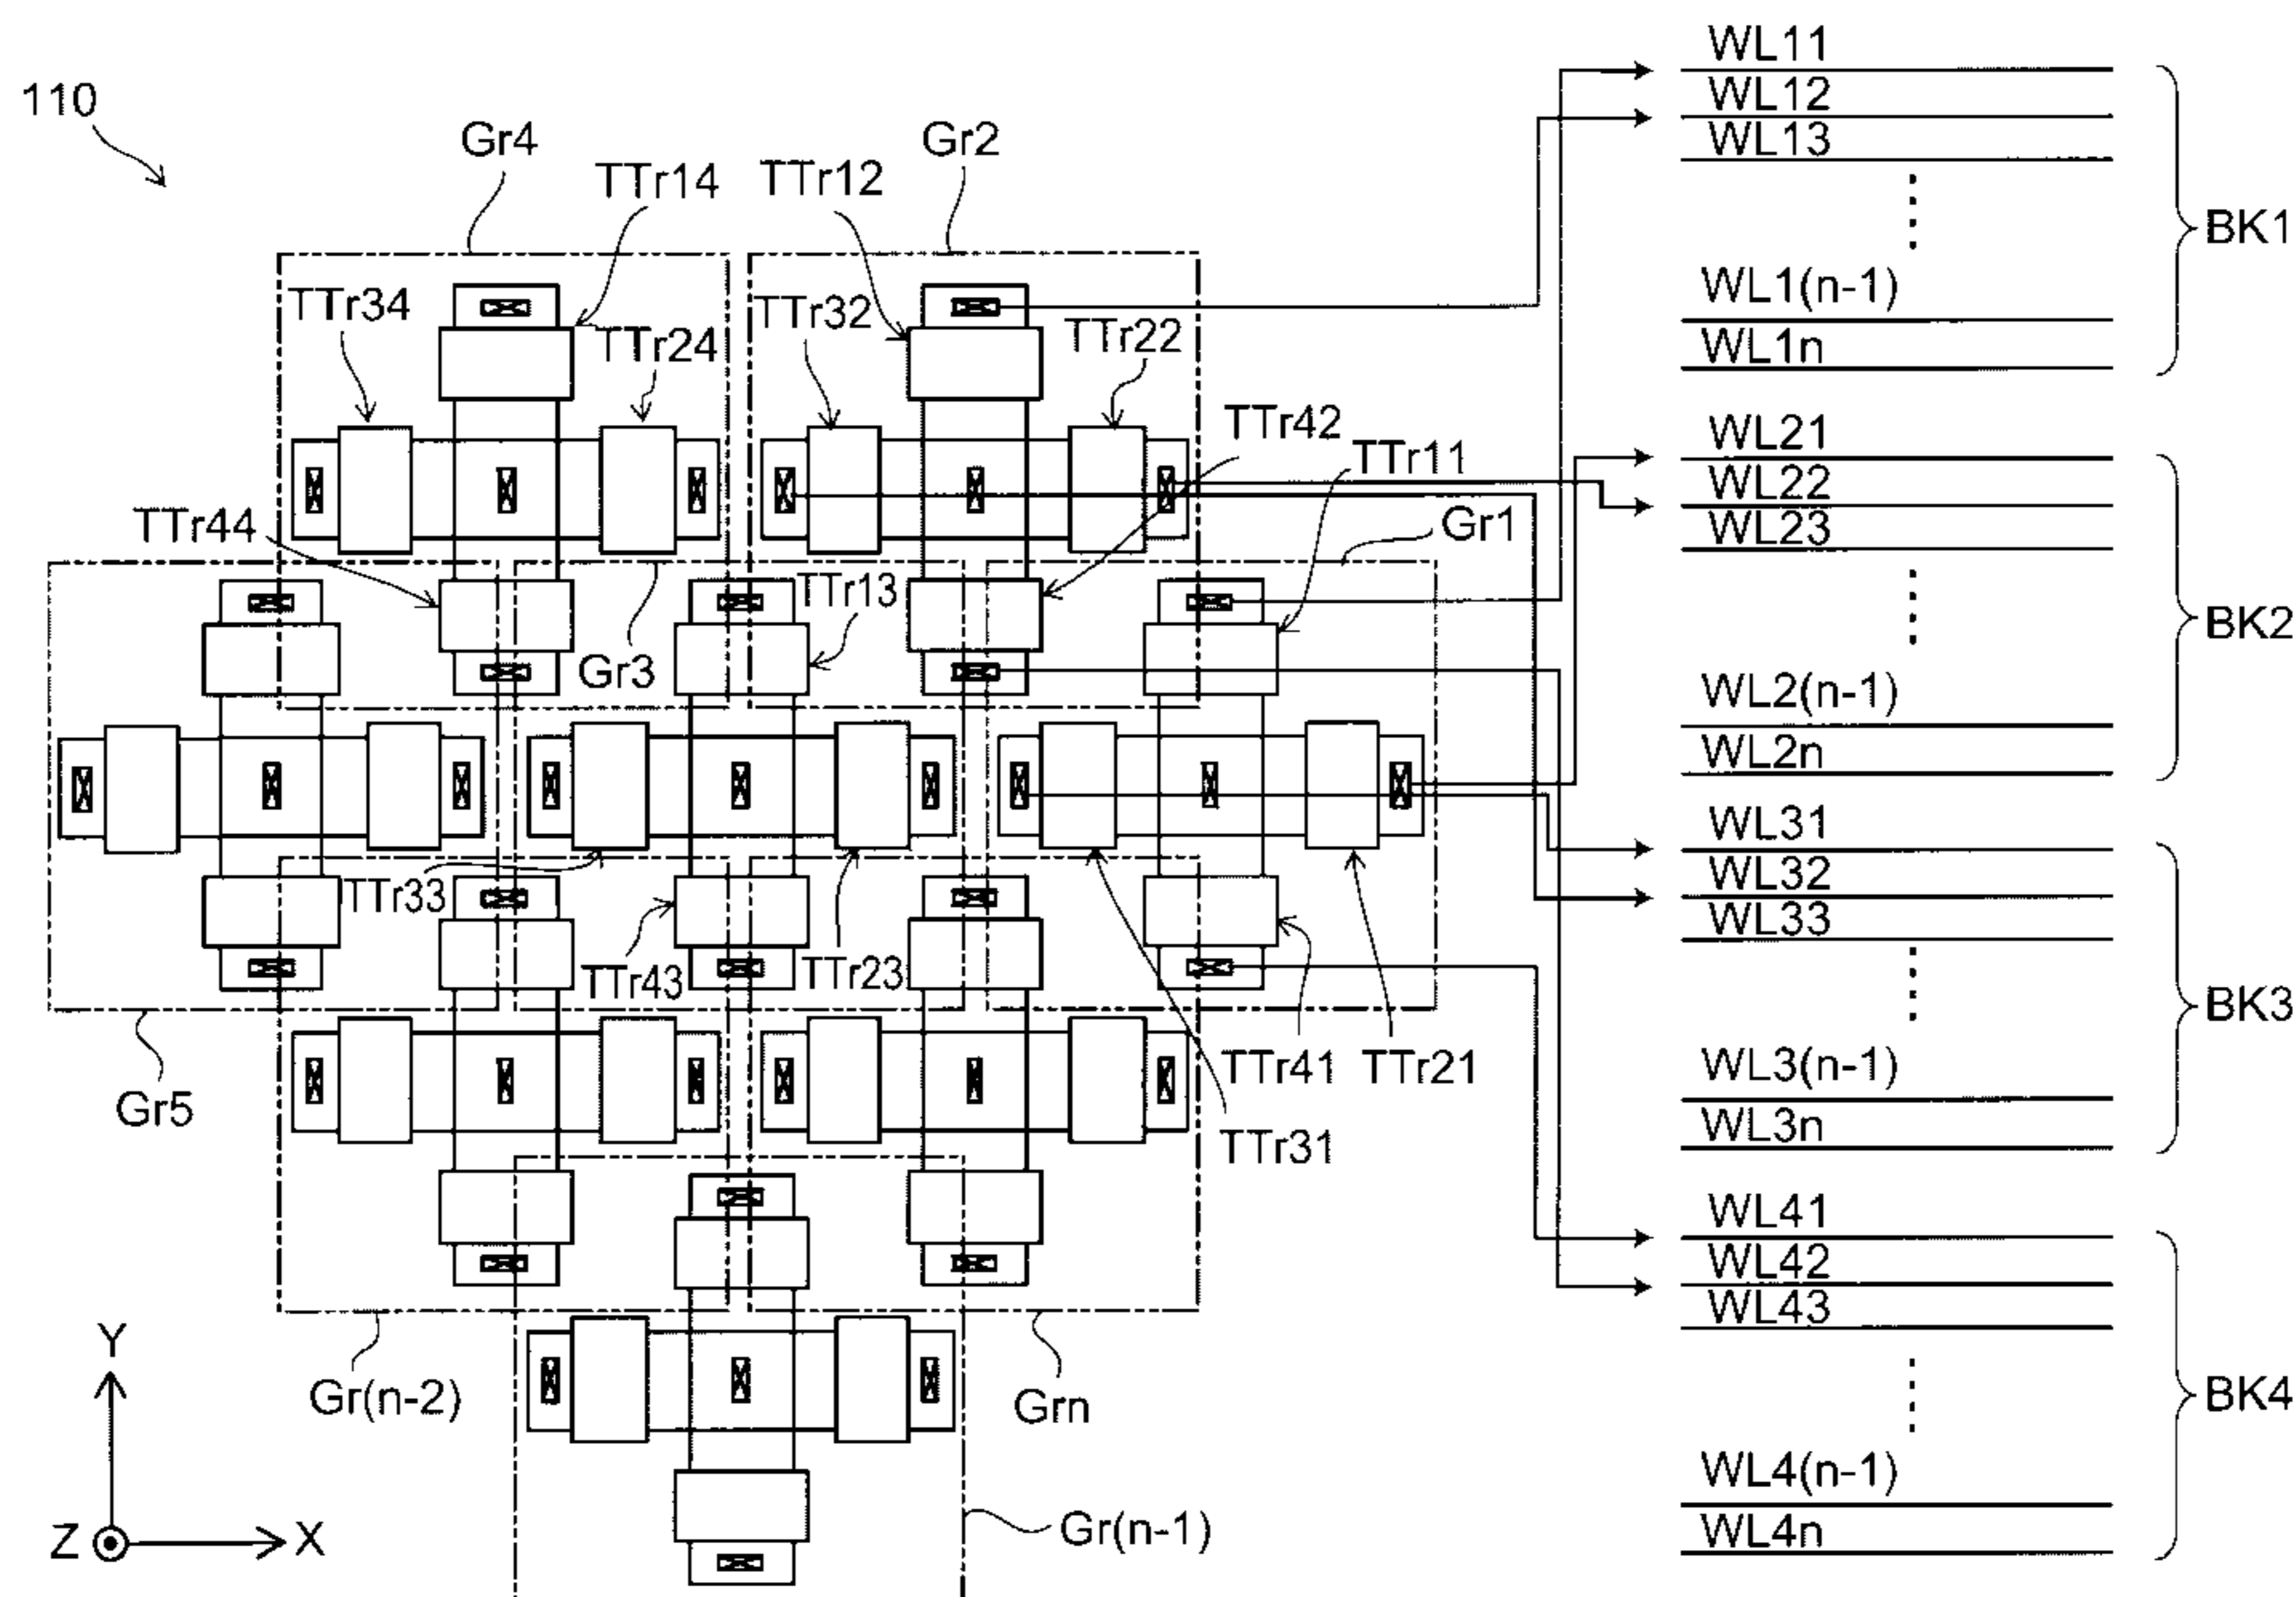 110
Gr4
TTr14
TTr12
Gr2
TTr34
TTr24
TTr32
TTr22
TTr42
TTr11
TTr44
Gr1
TTr13
Gr3
TTr33
TTr43
TTr23
TTr41
TTr21
TTr31
Gr5
Gr(n-2)
Grn
Gr(n-1)
Y
Z
X
WL11
WL12
WL13
WL1(n-1)
WL1n
BK1
WL21
WL22
WL23
WL2(n-1)
WL2n
BK2
WL31
WL32
WL33
WL3(n-1)
WL3n
BK3
WL41
WL42
WL43
WL4(n-1)
WL4n
BK4